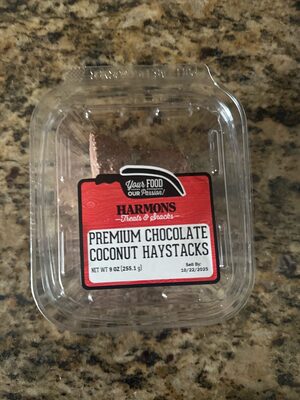 Your FOOD
OUR Passion!
HARMONS
Treats & Snacks
PREMIUM CHOCOLATE
COCONUT HAYSTACKS
NET WT 9 OZ (255.1 g)
Sell By:
10/22/2025